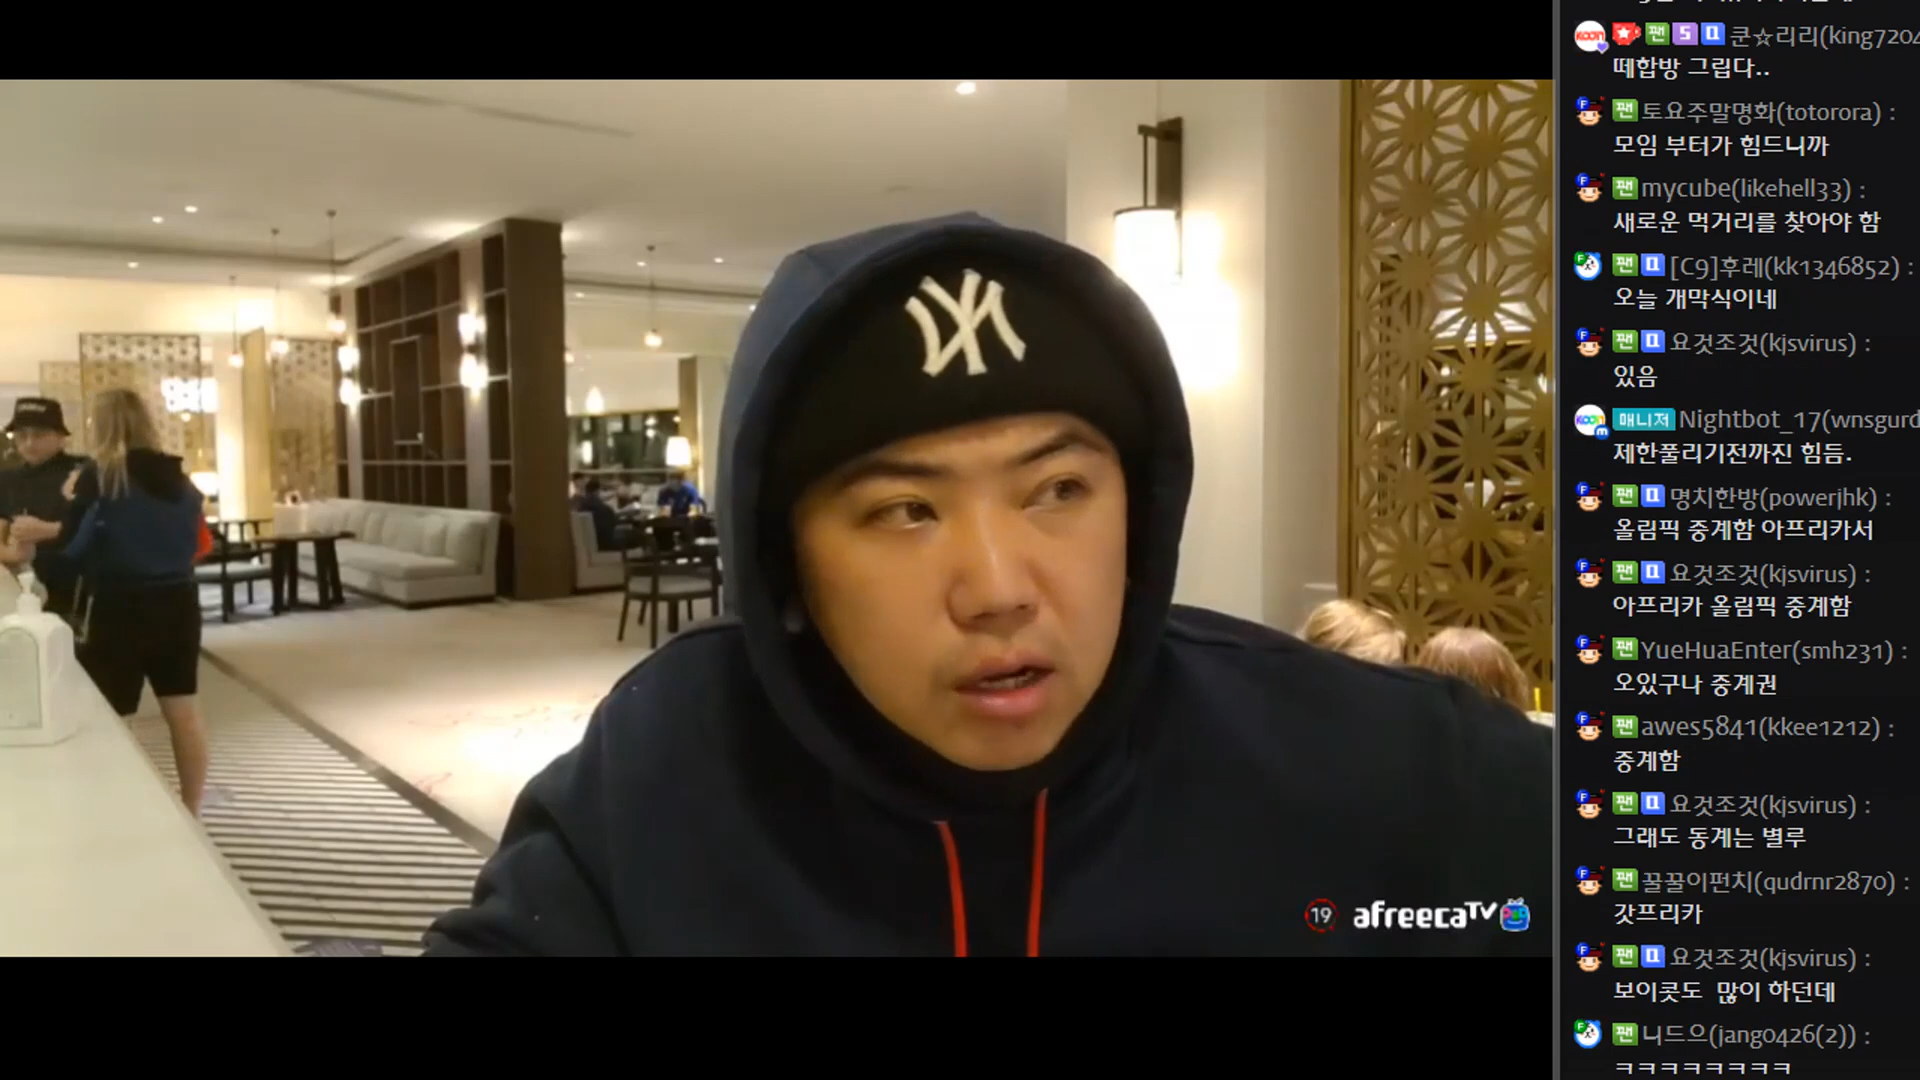 쿤☆리리(king7204
떼합방 그립다..
토요주말명화(totorora) :
모임 부터가 힘드니까
mycube(likehell33) :
새로운 먹거리를 찾아야 함
[C9]후레(kk1346852) :
오늘 개막식이네
요것조것(kjsvirus) :
있음
매니저 Nightbot_17(wnsgurd
제한풀리기전까진 힘듬.
명치한방(powerjhk) :
올림픽 중계함 아프리카서
요것조것(kjsvirus) :
아프리카 올림픽 중계함
YueHuaEnter(smh231) :
오있구나 중계권
awes5841(kkee1212) :
중계함
요것조것(kjsvirus) :
그래도 동계는 별루
꿀꿀이펀치(qudrnr2870) :
갓프리카
요것조것(kjsvirus) :
보이콧도 많이 하던데
니드으(jang0426(2)) :
ㅋㅋㅋㅋㅋㅋㅋㅋ
NY
19 afreecaTV